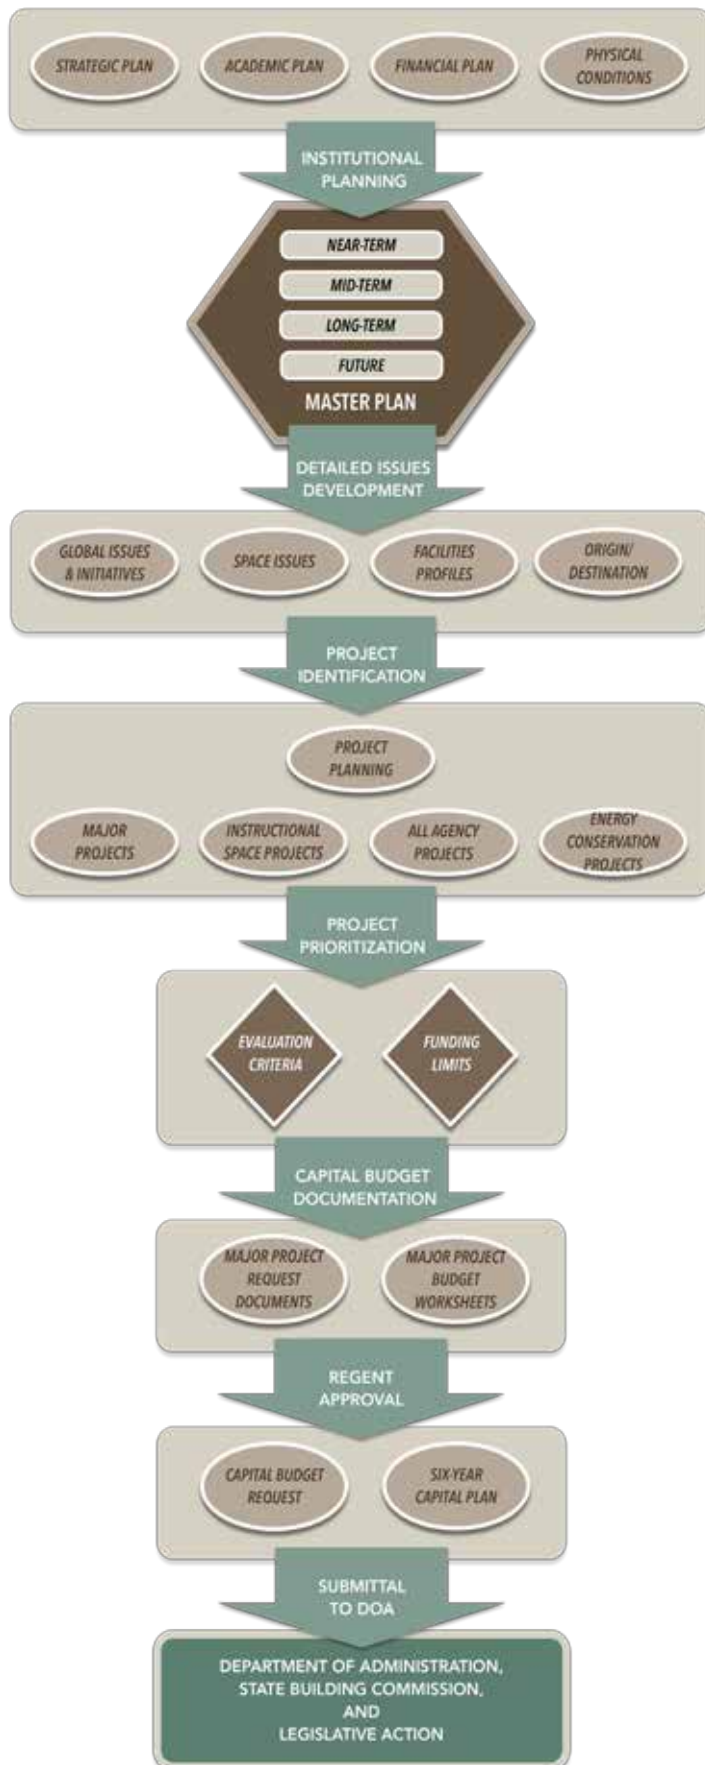 STRATEGIC PLAN
ACADEMIC PLAN
FINANCIAL PLAN
PHYSICAL
CONDITIONS
INSTITUTIONAL
PLANNING
NEAR-TERM
MID-TERM
LONG-TERM
FUTURE
MASTER PLAN
DETAILED ISSUES
DEVELOPMENT
GLOBAL ISSUES
& INITIATIVES
SPACE ISSUES
FACILITIES
PROFILES
ORIGIN/
DESTINATION
PROJECT
IDENTIFICATION
PROJECT
PLANNING
MAJOR
PROJECTS
INSTRUCTIONAL
SPACE PROJECTS
ALL AGENCY
PROJECTS
ENERGY
CONSERVATION
PROJECTS
PROJECT
PRIORITIZATION
EVALUATION
CRITERIA
FUNDING
LIMITS
CAPITAL BUDGET
DOCUMENTATION
MAJOR PROJECT
REQUEST
DOCUMENTS
MAJOR PROJECT
BUDGET
WORKSHEETS
REGENT
APPROVAL
CAPITAL BUDGET
REQUEST
SIX-YEAR
CAPITAL PLAN
SUBMITTAL
TO DOA
DEPARTMENT OF ADMINISTRATION,
STATE BUILDING COMMISSION,
AND
LEGISLATIVE ACTION